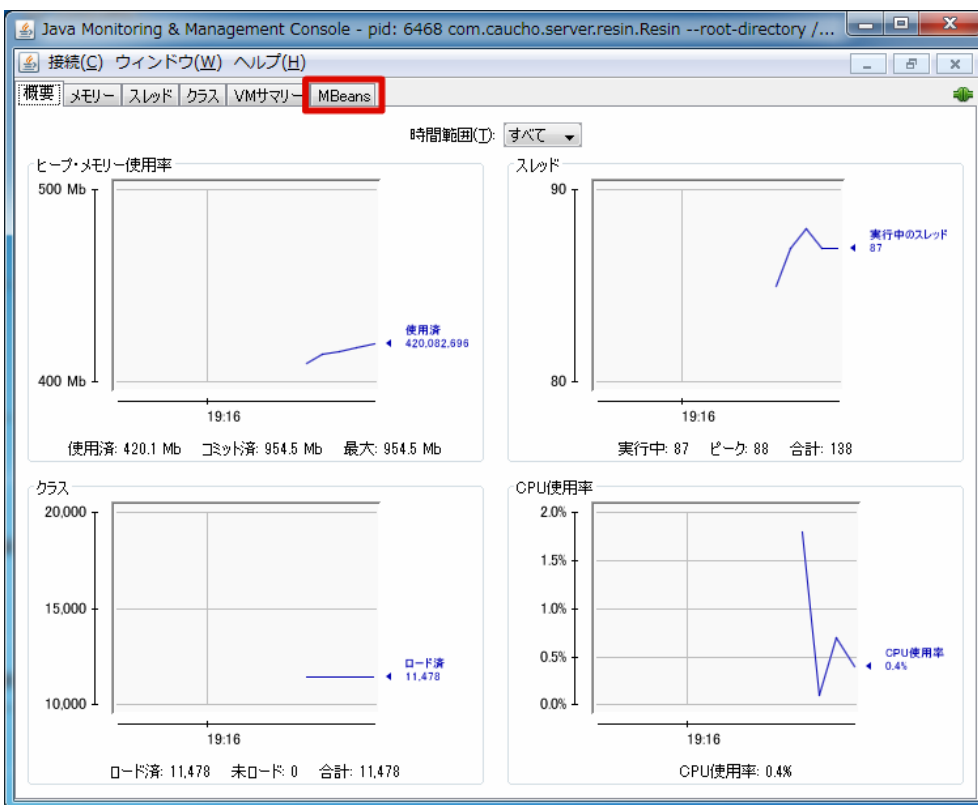 Java Monitoring & Management Console - pid: 6468 com.caucho.server.resin.Resin --root-directory /...
接続(C) ウィンドウ(W) ヘルプ(H)
概要 メモリー スレッド クラス VMサマリー MBeans
時間範囲(T): すべて
ヒープ・メモリー使用率
500 Mb
400 Mb
使用済
420,082,696
19:16
使用済: 420.1 Mb コミット済: 954.5 Mb 最大: 954.5 Mb
スレッド
90
80
実行中のスレッド
87
19:16
実行中: 87 ピーク: 88 合計: 138
クラス
20,000
15,000
10,000
ロード済
11,478
19:16
ロード済: 11,478 未ロード: 0 合計: 11,478
CPU使用率
2.0%
1.5%
1.0%
0.5%
0.0%
CPU使用率
0.4%
19:16
CPU使用率: 0.4%